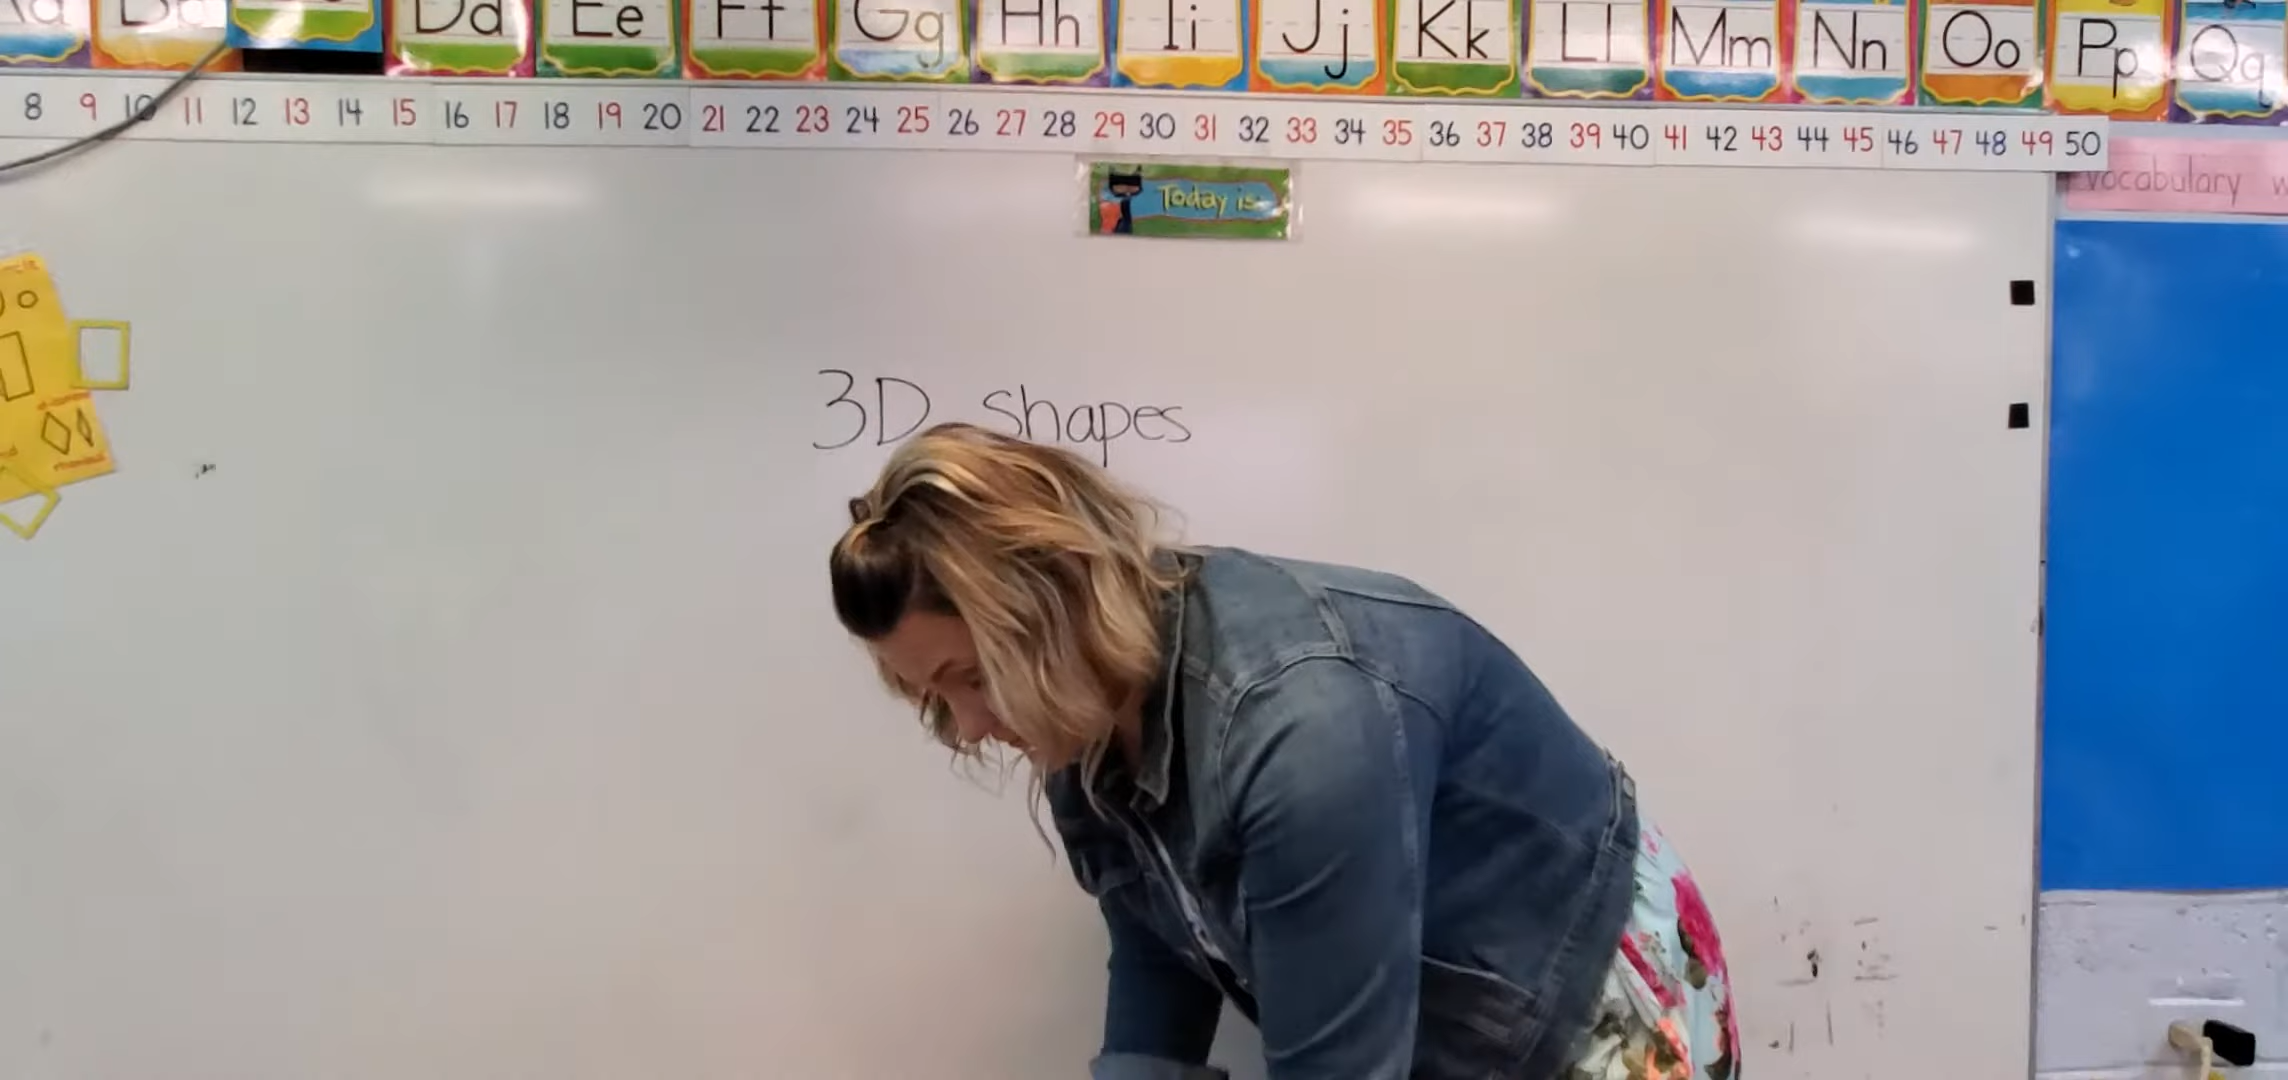 Dd Ee Ff Gg Hh Ii Jj Kk Ll Mm Nn Oo Pp Qq
8 9 10 11 12 13 14 15 16 17 18 19 20 21 22 23 24 25 26 27 28 29 30 31 32 33 34 35 36 37 38 39 40 41 42 43 44 45 46 47 48 49 50
Today is
vocabulary
3D shapes